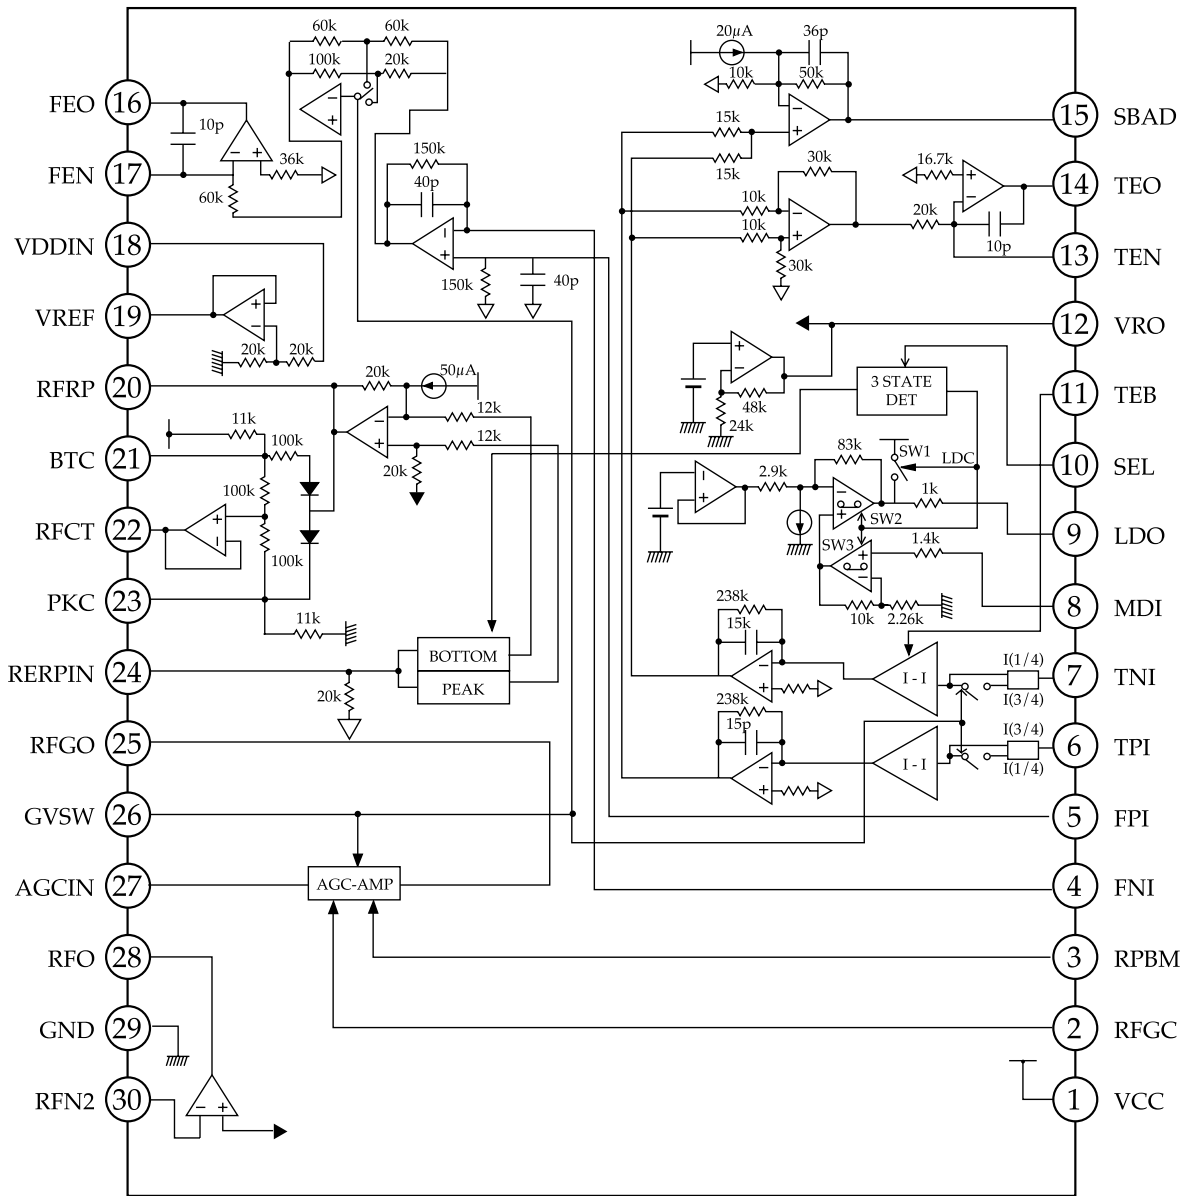 60k 60k
100k 20k
−
+
FEO 16
10p
− +
36k
FEN 17
60k
150k
40p
−
+
150k
40p
VDDIN 18
VREF 19
+
−
20k 20k
RFRP 20
20k
50µA
12k
12k
−
+
20k
11k
BTC 21
100k
100k
RFCT 22
+
−
100k
PKC 23
11k
RERPIN 24
20k
BOTTOM
PEAK
RFGO 25
GVSW 26
AGCIN 27
AGC-AMP
RFO 28
GND 29
RFN2 30
− +
20µA
36p
10k
50k
−
+
15k
15k
15 SBAD
30k
10k
10k
−
+
30k
16.7k
+
−
20k
10p
14 TEO
13 TEN
12 VRO
+
−
48k
24k
3 STATE
DET
11 TEB
83k
SW1
LDC
10 SEL
−
+
2.9k
−
+
SW2
1k
9 LDO
SW3
+
−
1.4k
10k
2.26k
8 MDI
238k
15k
−
+
I - I
I(1/4)
I(3/4)
7 TNI
238k
15p
−
+
I - I
I(3/4)
I(1/4)
6 TPI
5 FPI
4 FNI
3 RPBM
2 RFGC
1 VCC